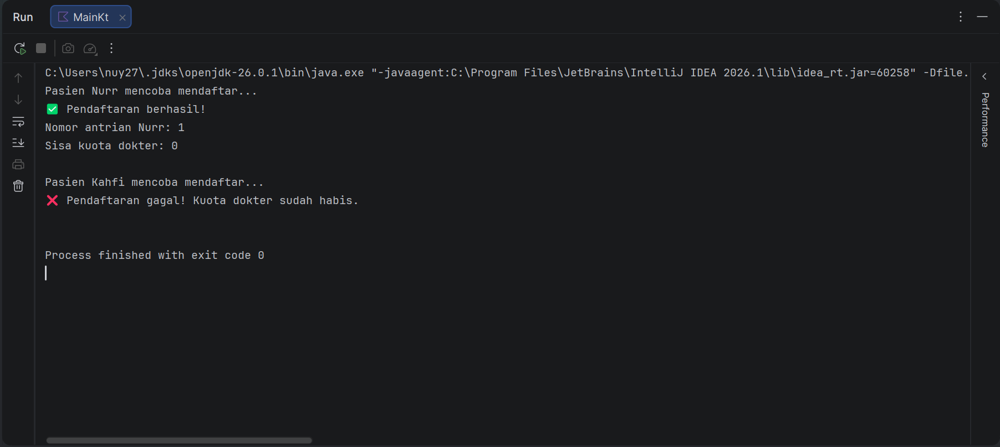 Run
MainKt
C:\Users\nuy27\.jdks\openjdk-26.0.1\bin\java.exe "-javaagent:C:\Program Files\JetBrains\IntelliJ IDEA 2026.1\lib\idea_rt.jar=60258" -Dfile.
Pasien Nurr mencoba mendaftar...
✅ Pendaftaran berhasil!
Nomor antrian Nurr: 1
Sisa kuota dokter: 0
Pasien Kahfi mencoba mendaftar...
❌ Pendaftaran gagal! Kuota dokter sudah habis.
Process finished with exit code 0
Performance